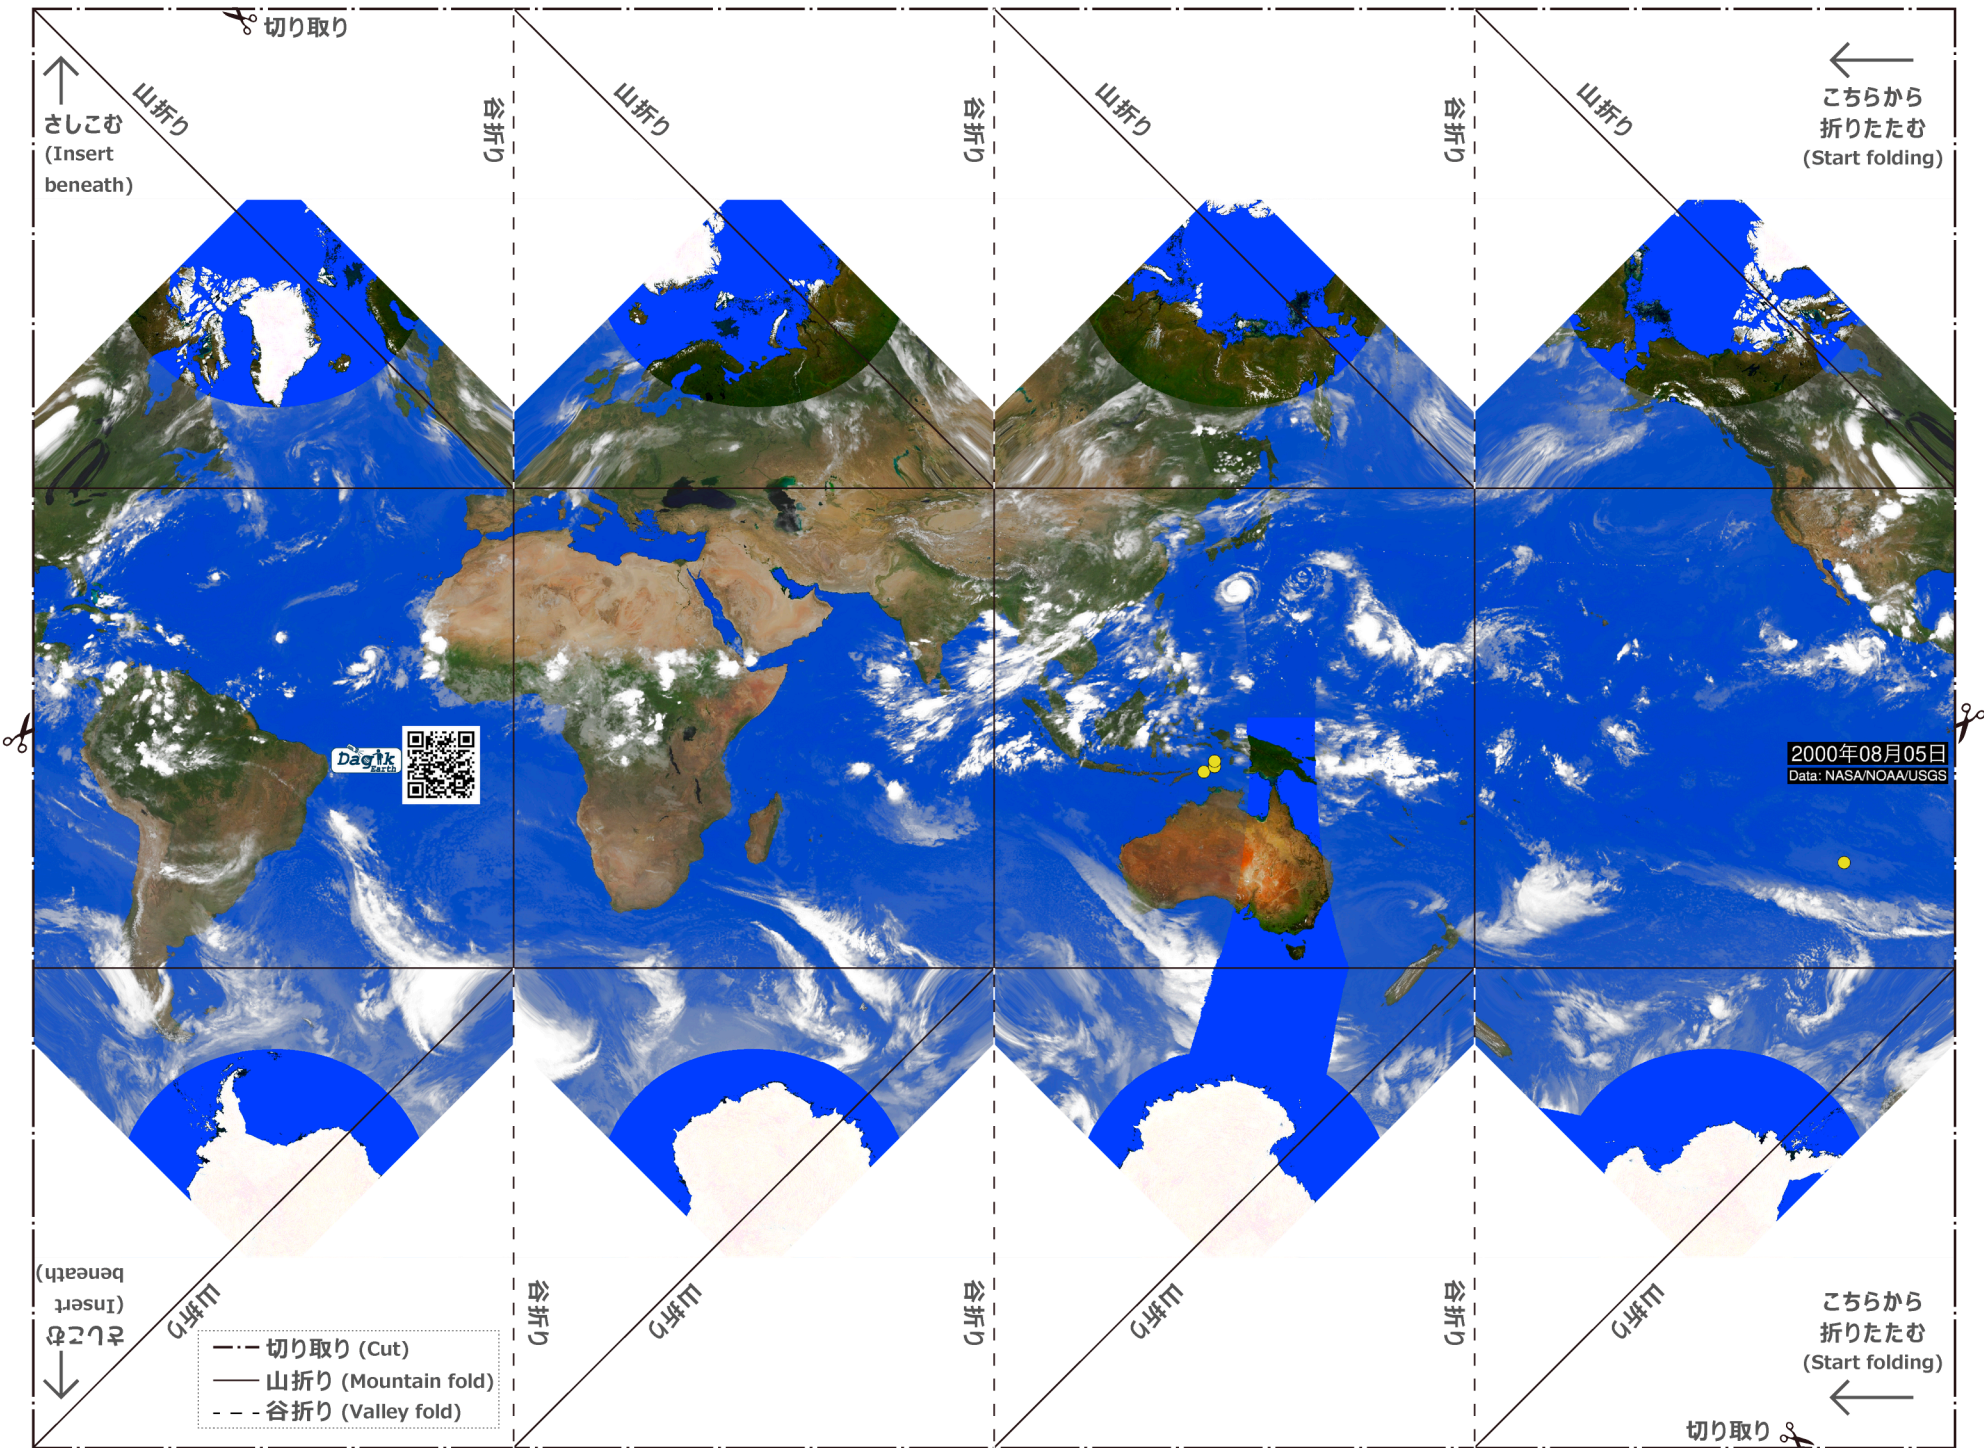 切り取り
山折り
谷折り
山折り
谷折り
山折り
谷折り
山折り
さしこむ
(Insert
beneath)
こちらから
折りたたむ
(Start folding)
Dagik
Earth
2000年08月05日
Data: NASA/NOAA/USGS
さしこむ
(Insert
beneath)
山折り
谷折り
山折り
谷折り
山折り
谷折り
山折り
切り取り (Cut)
山折り (Mountain fold)
谷折り (Valley fold)
こちらから
折りたたむ
(Start folding)
切り取り